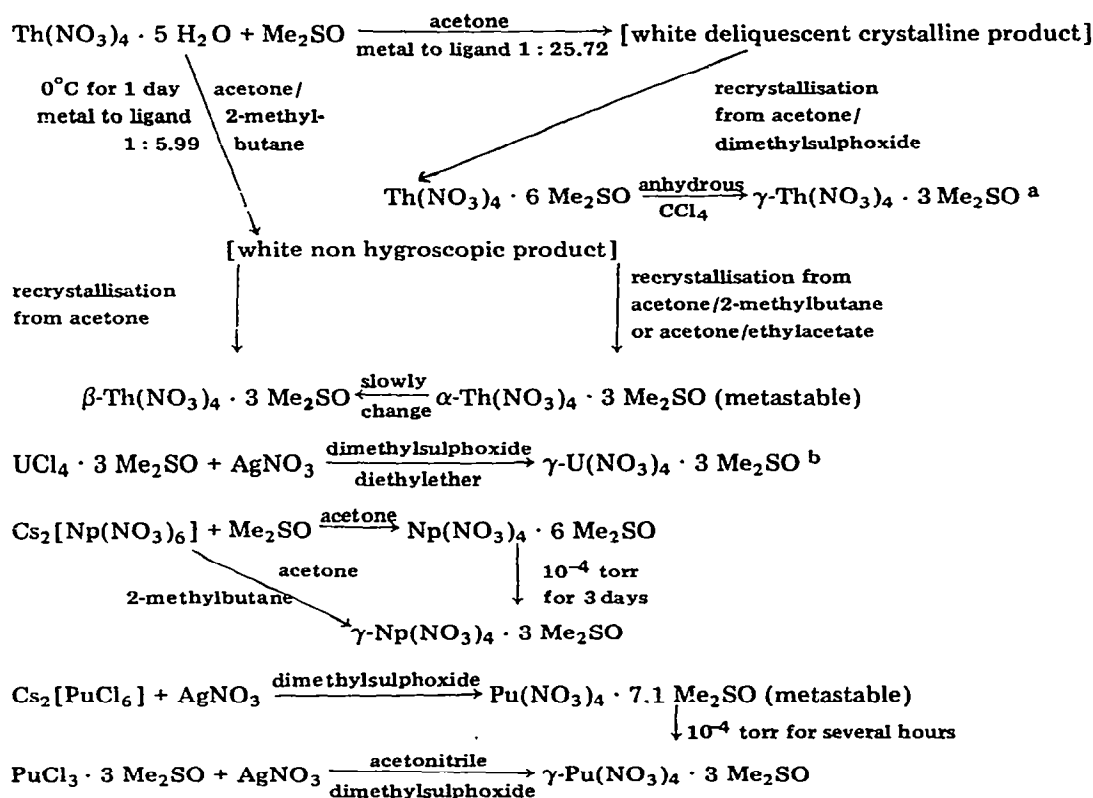 acetone
Th(NO₃)₄ · 5 H₂O + Me₂SO → [white deliquescent crystalline product]
metal to ligand 1 : 25.72
0°C for 1 day
metal to ligand
1 : 5.99
acetone/
2-methyl-
butane
recrystallisation
from acetone/
dimethylsulphoxide
anhydrous
Th(NO₃)₄ · 6 Me₂SO → γ-Th(NO₃)₄ · 3 Me₂SO ᵃ
CCl₄
[white non hygroscopic product]
recrystallisation
from acetone
recrystallisation from
acetone/2-methylbutane
or acetone/ethylacetate
slowly
β-Th(NO₃)₄ · 3 Me₂SO ← α-Th(NO₃)₄ · 3 Me₂SO (metastable)
change
dimethylsulphoxide
UCl₄ · 3 Me₂SO + AgNO₃ → γ-U(NO₃)₄ · 3 Me₂SO ᵇ
diethylether
acetone
Cs₂[Np(NO₃)₆] + Me₂SO → Np(NO₃)₄ · 6 Me₂SO
acetone
2-methylbutane
10⁻⁴ torr
for 3 days
γ-Np(NO₃)₄ · 3 Me₂SO
dimethylsulphoxide
Cs₂[PuCl₆] + AgNO₃ → Pu(NO₃)₄ · 7.1 Me₂SO (metastable)
↓ 10⁻⁴ torr for several hours
acetonitrile
PuCl₃ · 3 Me₂SO + AgNO₃ → γ-Pu(NO₃)₄ · 3 Me₂SO
dimethylsulphoxide